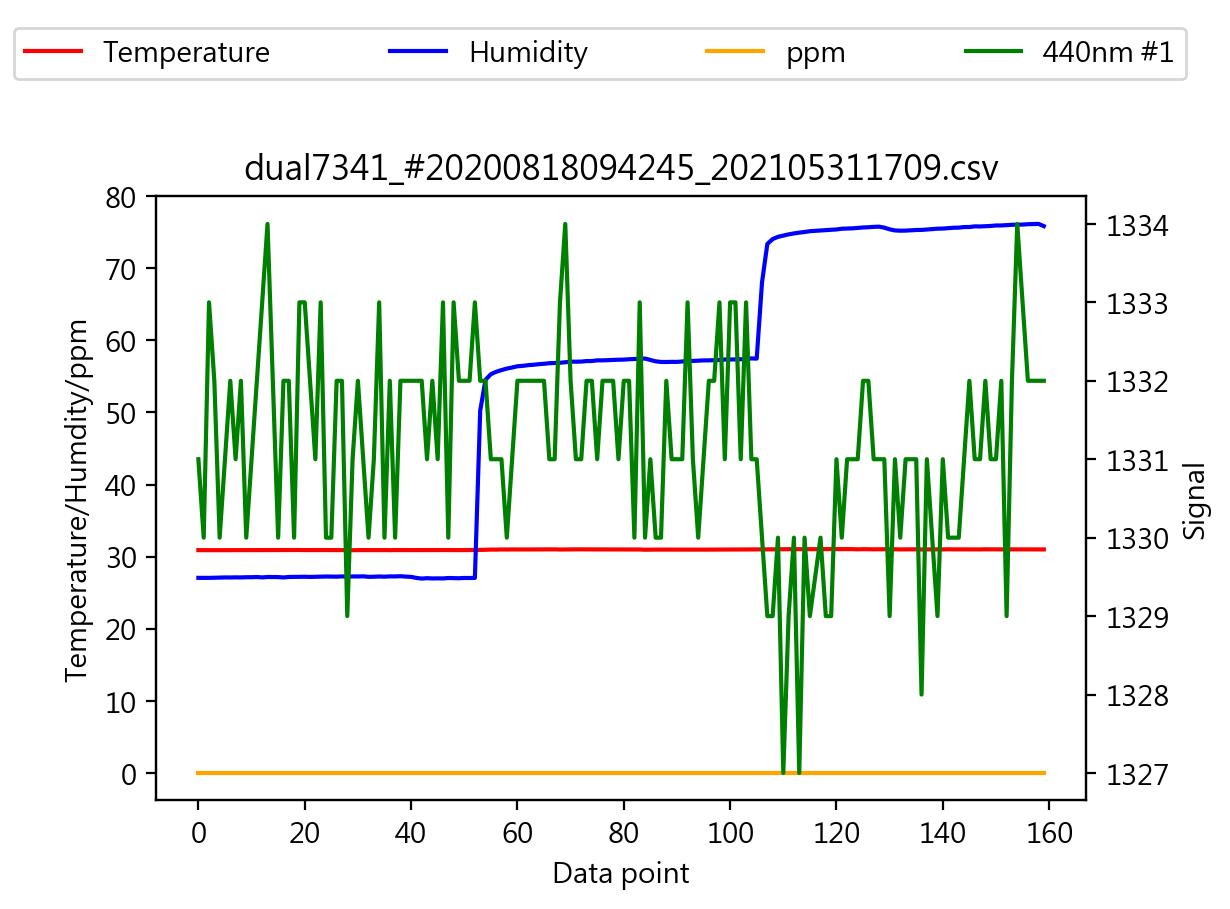 Temperature Humidity ppm 440nm #1
dual7341_#20200818094245_202105311709.csv
80
70
60
50
40
30
20
10
0
Temperature/Humdity/ppm
1334
1333
1332
1331
1330
1329
1328
1327
Signal
0 20 40 60 80 100 120 140 160
Data point